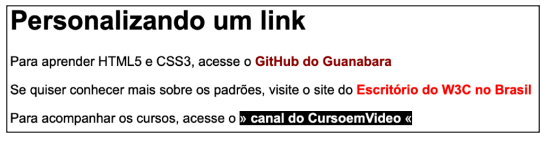 Personalizando um link
Para aprender HTML5 e CSS3, acesse o GitHub do Guanabara
Se quiser conhecer mais sobre os padrões, visite o site do Escritório do W3C no Brasil
Para acompanhar os cursos, acesse o » canal do CursoemVideo «